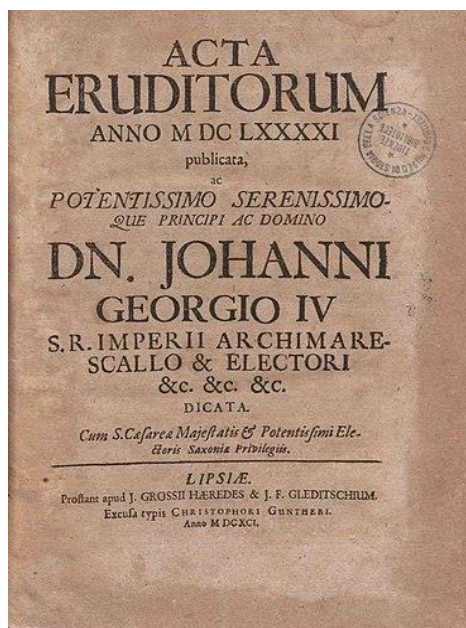 ACTA
ERUDITORUM
ANNO M DC LXXXXI
publicata,
ac
POTENTISSIMO SERENISSIMO-
QUE PRINCIPI AC DOMINO
DN. JOHANNI
GEORGIO IV
S. R. IMPERII ARCHIMARE-
SCALLO & ELECTORI
&c. &c. &c.
DICATA.
Cum S. Cæsareæ Majestatis & Potentissimi Ele-
ctoris Saxoniæ Privilegiis.
LIPSIÆ.
Prostant apud J. GROSSII HÆREDES & J. F. GLEDITSCHIUM.
Excusa typis CHRISTOPHORI GUNTHERI.
Anno M DCXCI.